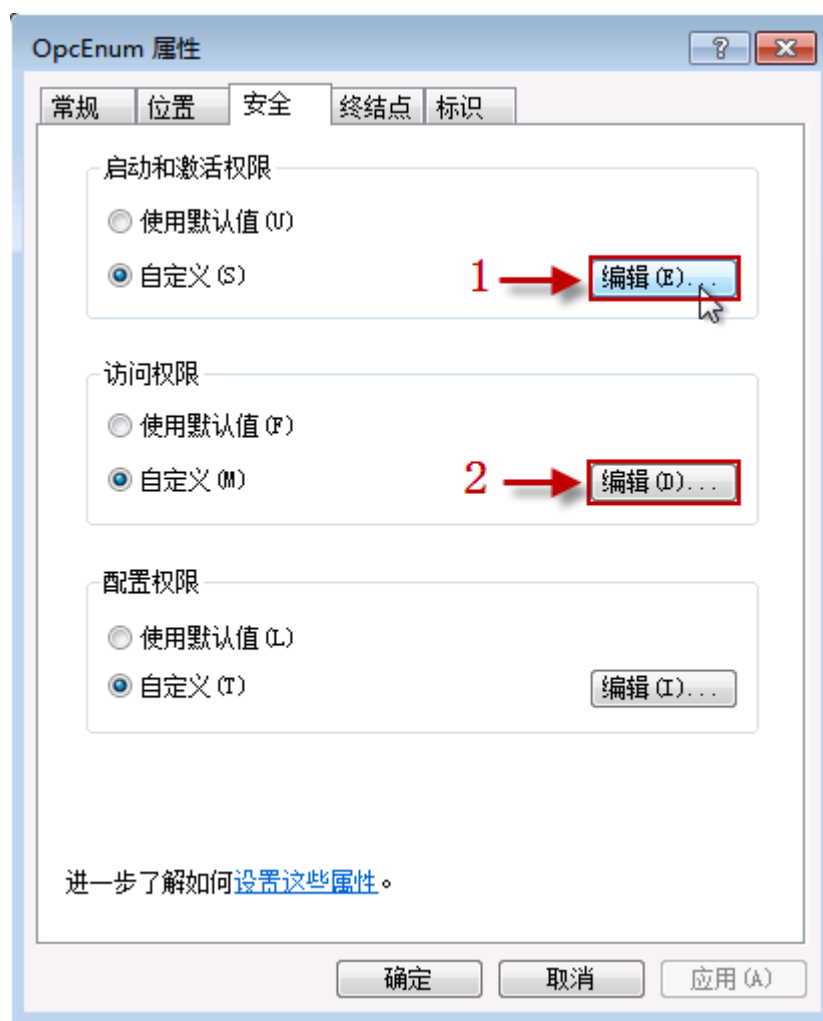 OpcEnum 属性
常规 位置 安全 终结点 标识
启动和激活权限
使用默认值(U)
自定义(S) 1 编辑(E)...
访问权限
使用默认值(F)
自定义(M) 2 编辑(D)...
配置权限
使用默认值(L)
自定义(T) 编辑(I)...
进一步了解如何设置这些属性。
确定 取消 应用(A)